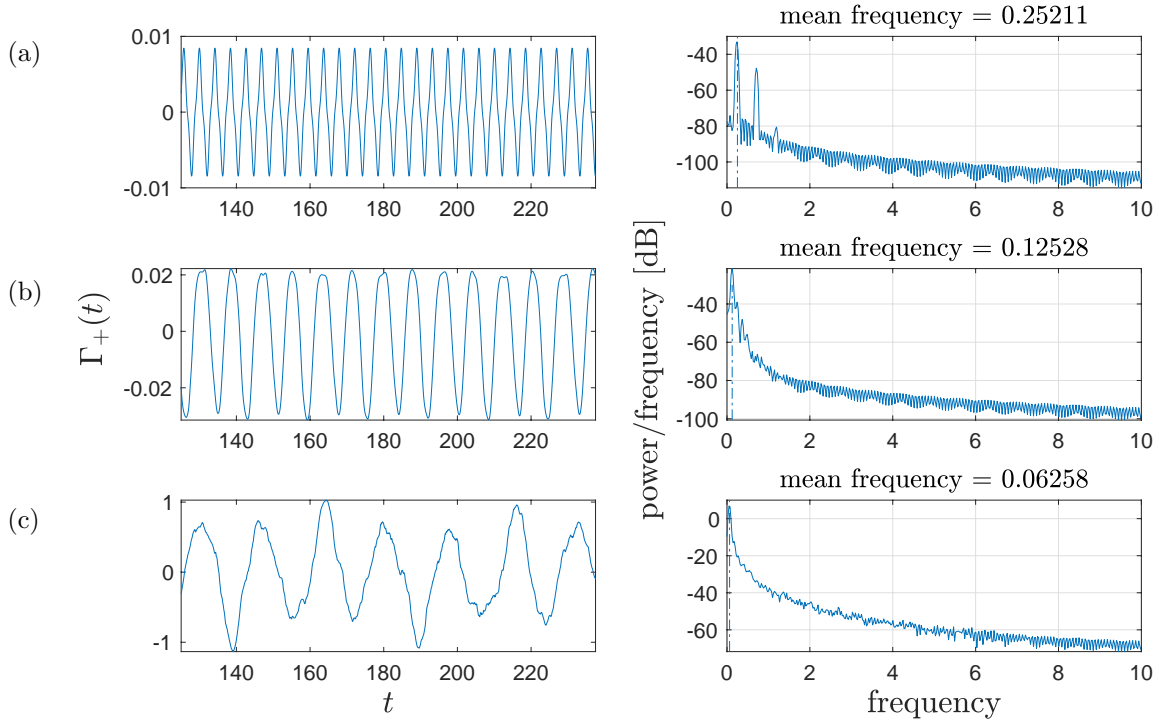 mean frequency = 0.25211
(a)
0.01
0
-0.01
140 160 180 200 220
-40
-60
-80
-100
0 2 4 6 8 10
mean frequency = 0.12528
(b)
0.02
0
-0.02
140 160 180 200 220
-40
-60
-80
-100
0 2 4 6 8 10
Γ₊(t)
power/frequency [dB]
mean frequency = 0.06258
(c)
1
0
-1
140 160 180 200 220
t
0
-20
-40
-60
0 2 4 6 8 10
frequency